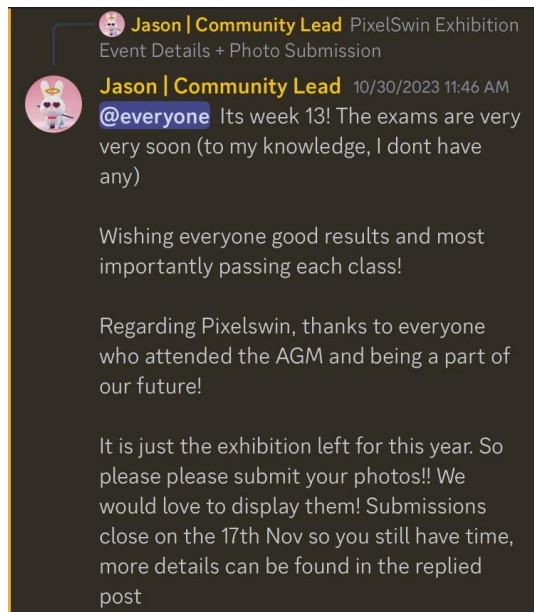 Jason | Community Lead PixelSwin Exhibition
Event Details + Photo Submission
Jason | Community Lead 10/30/2023 11:46 AM
@everyone Its week 13! The exams are very
very soon (to my knowledge, I dont have
any)
Wishing everyone good results and most
importantly passing each class!
Regarding Pixelswin, thanks to everyone
who attended the AGM and being a part of
our future!
It is just the exhibition left for this year. So
please please submit your photos!! We
would love to display them! Submissions
close on the 17th Nov so you still have time,
more details can be found in the replied
post